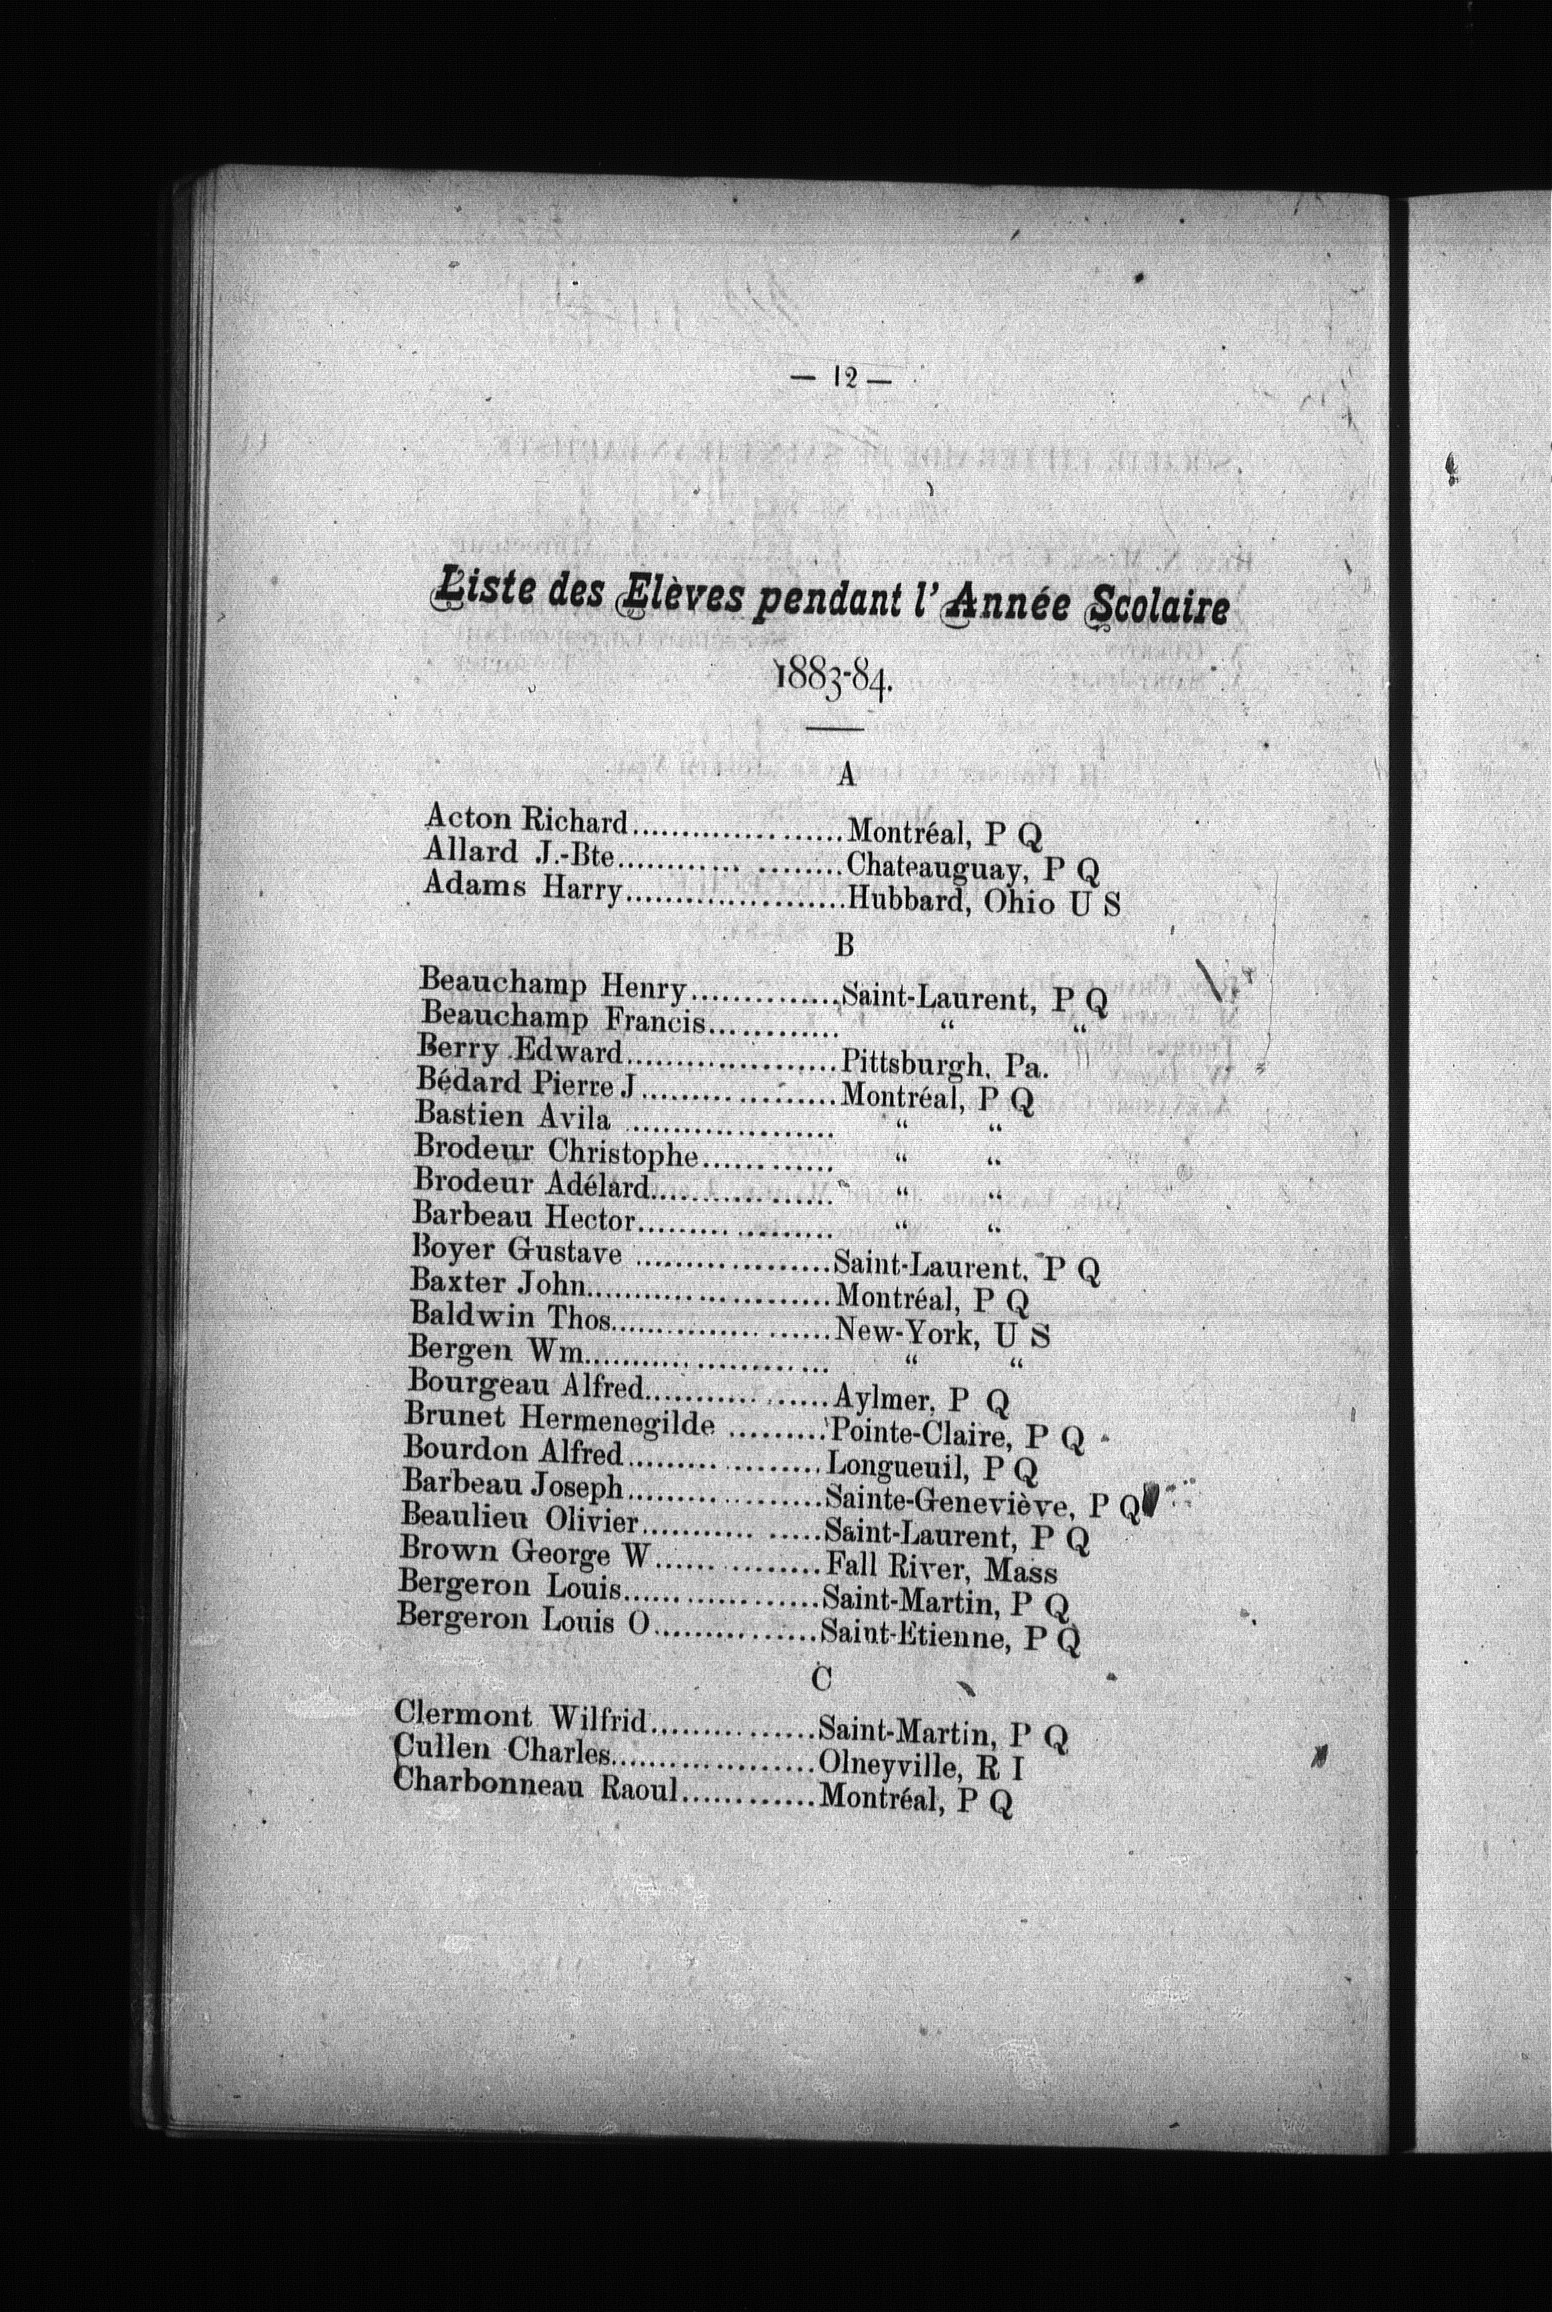 — 12 —
Liste des Elèves pendant l'Année Scolaire
1883-84.
A
Acton Richard....................Montréal, P Q
Allard J.-Bte.....................Chateauguay, P Q
Adams Harry.....................Hubbard, Ohio U S
B
Beauchamp Henry..............Saint-Laurent, P Q
Beauchamp Francis............. “ “
Berry Edward....................Pittsburgh. Pa.
Bédard Pierre J...................Montréal, P Q
Bastien Avila .................... “ “
Brodeur Christophe............. “ “
Brodeur Adélard.................. “ “
Barbeau Hector................... “ “
Boyer Gustave ...................Saint-Laurent. P Q
Baxter John........................Montréal, P Q
Baldwin Thos.....................New-York, U S
Bergen Wm........................ “ “
Bourgeau Alfred..................Aylmer, P Q
Brunet Hermenegilde ..........Pointe-Claire, P Q
Bourdon Alfred...................Longueuil, P Q
Barbeau Joseph...................Sainte-Geneviève, P Q
Beaulieu Olivier..................Saint-Laurent, P Q
Brown George W................Fall River, Mass
Bergeron Louis...................Saint-Martin, P Q
Bergeron Louis O................Saint-Etienne, P Q
C
Clermont Wilfrid................Saint-Martin, P Q
Cullen Charles....................Olneyville, R I
Charbonneau Raoul.............Montréal, P Q